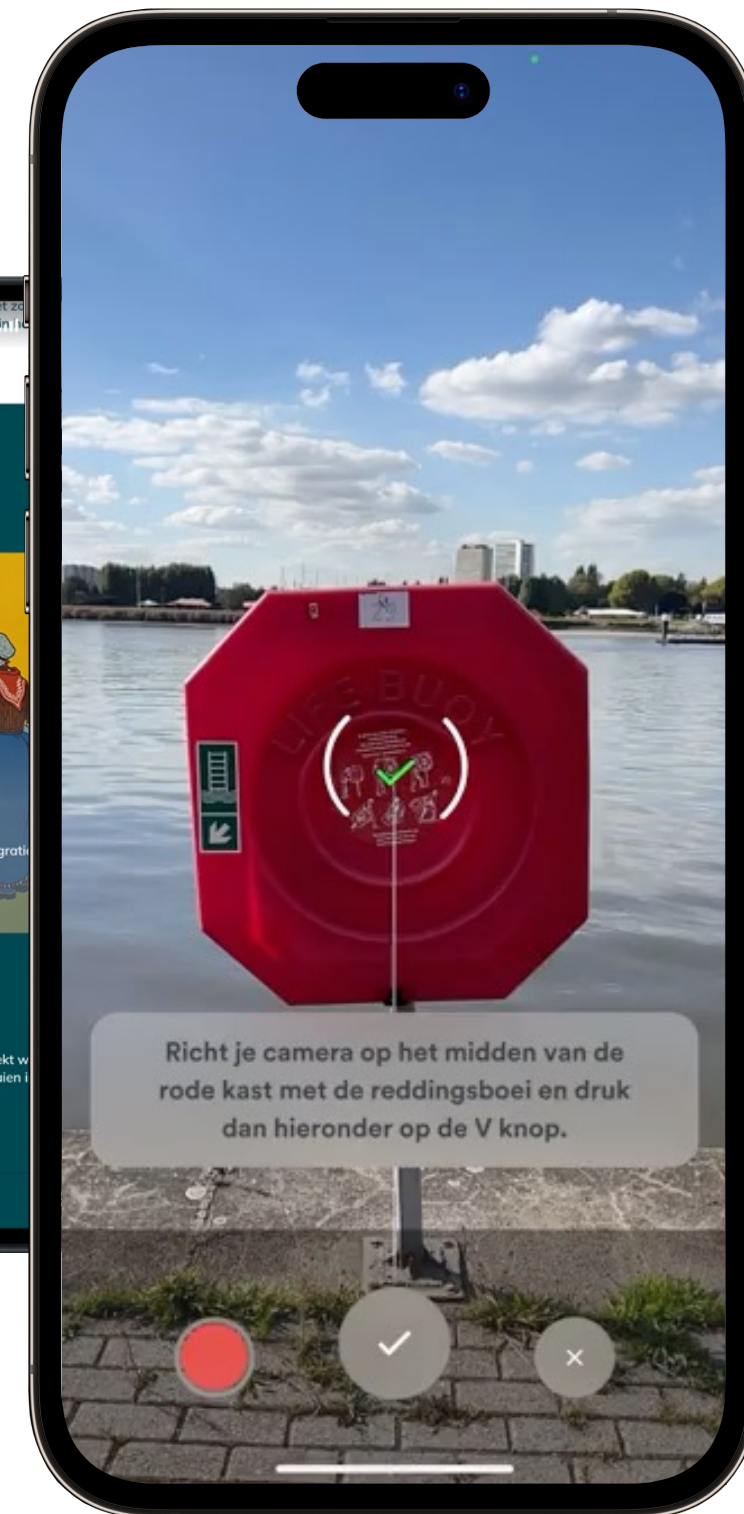 29
LIFE BUOY
Richt je camera op het midden van de
rode kast met de reddingsboei en druk
dan hieronder op de V knop.